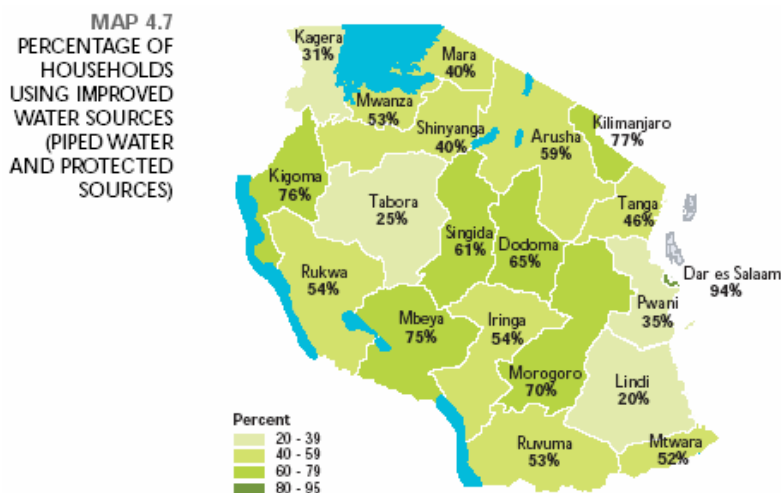 MAP 4.7
PERCENTAGE OF
HOUSEHOLDS
USING IMPROVED
WATER SOURCES
(PIPED WATER
AND PROTECTED
SOURCES)
Kagera
31%
Mara
40%
Mwanza
53%
Shinyanga
40%
Arusha
59%
Kilimanjaro
77%
Kigoma
76%
Tabora
25%
Singida
61%
Dodoma
65%
Tanga
46%
Dar es Salaam
94%
Pwani
35%
Rukwa
54%
Mbeya
75%
Iringa
54%
Morogoro
70%
Lindi
20%
Ruvuma
53%
Mtwara
52%
Percent
20 - 39
40 - 59
60 - 79
80 - 95